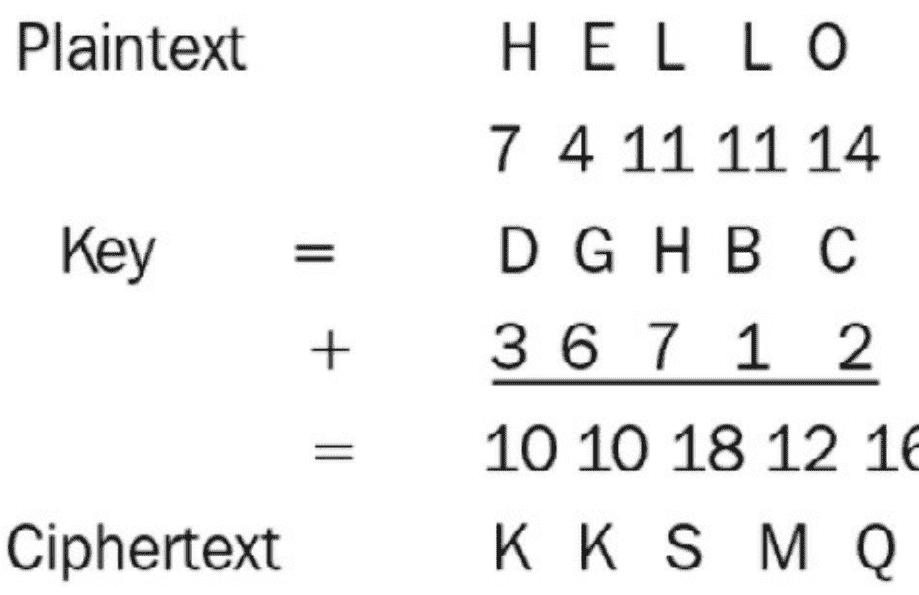 Plaintext H E L L O
7 4 11 11 14
Key = D G H B C
+ 3 6 7 1 2
= 10 10 18 12 16
Ciphertext K K S M Q